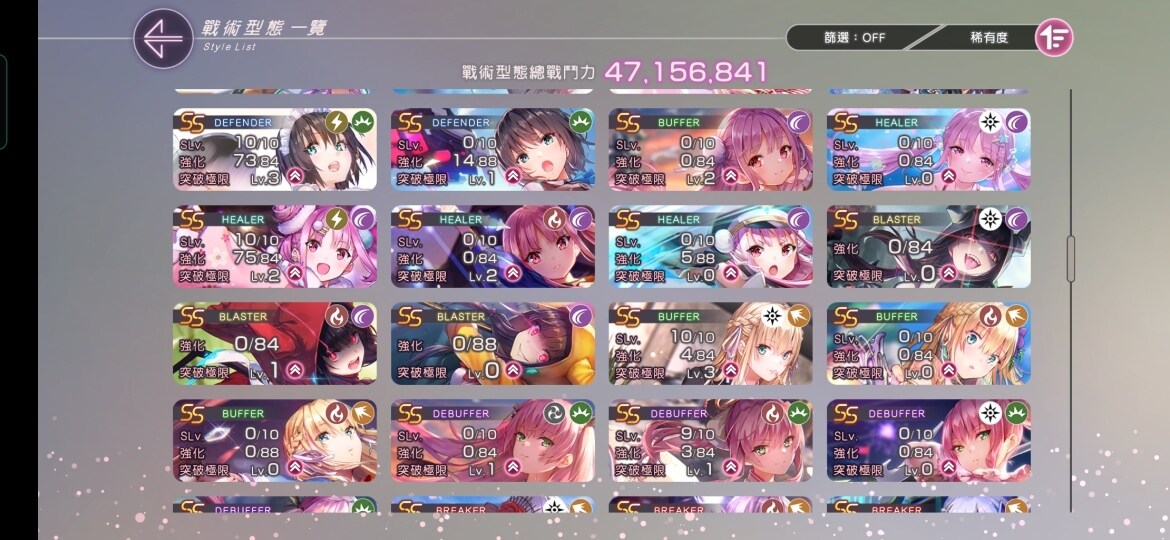 戰術型態一覽
Style List
篩選：OFF
稀有度
戰術型態總戰鬥力 47,156,841
SS DEFENDER
SLv. 10/10
強化 73/84
突破極限 Lv.3
SS DEFENDER
SLv. 0/10
強化 14/88
突破極限 Lv.1
SS BUFFER
SLv. 0/10
強化 0/84
突破極限 Lv.2
SS HEALER
SLv. 0/10
強化 0/84
突破極限 Lv.0
SS HEALER
SLv. 10/10
強化 75/84
突破極限 Lv.2
SS HEALER
SLv. 0/10
強化 0/84
突破極限 Lv.2
SS HEALER
SLv. 0/10
強化 5/88
突破極限 Lv.0
SS BLASTER
強化 0/84
突破極限 Lv.0
SS BLASTER
強化 0/84
突破極限 Lv.1
SS BLASTER
強化 0/88
突破極限 Lv.0
SS BUFFER
SLv. 10/10
強化 4/84
突破極限 Lv.3
SS BUFFER
SLv. 0/10
強化 0/84
突破極限 Lv.0
SS BUFFER
SLv. 0/10
強化 0/88
突破極限 Lv.0
SS DEBUFFER
SLv. 0/10
強化 0/84
突破極限 Lv.1
SS DEBUFFER
SLv. 9/10
強化 3/84
突破極限 Lv.1
SS DEBUFFER
SLv. 0/10
強化 0/84
突破極限 Lv.0
SS DEBUFFER
SS BREAKER
SS BREAKER
SS BREAKER